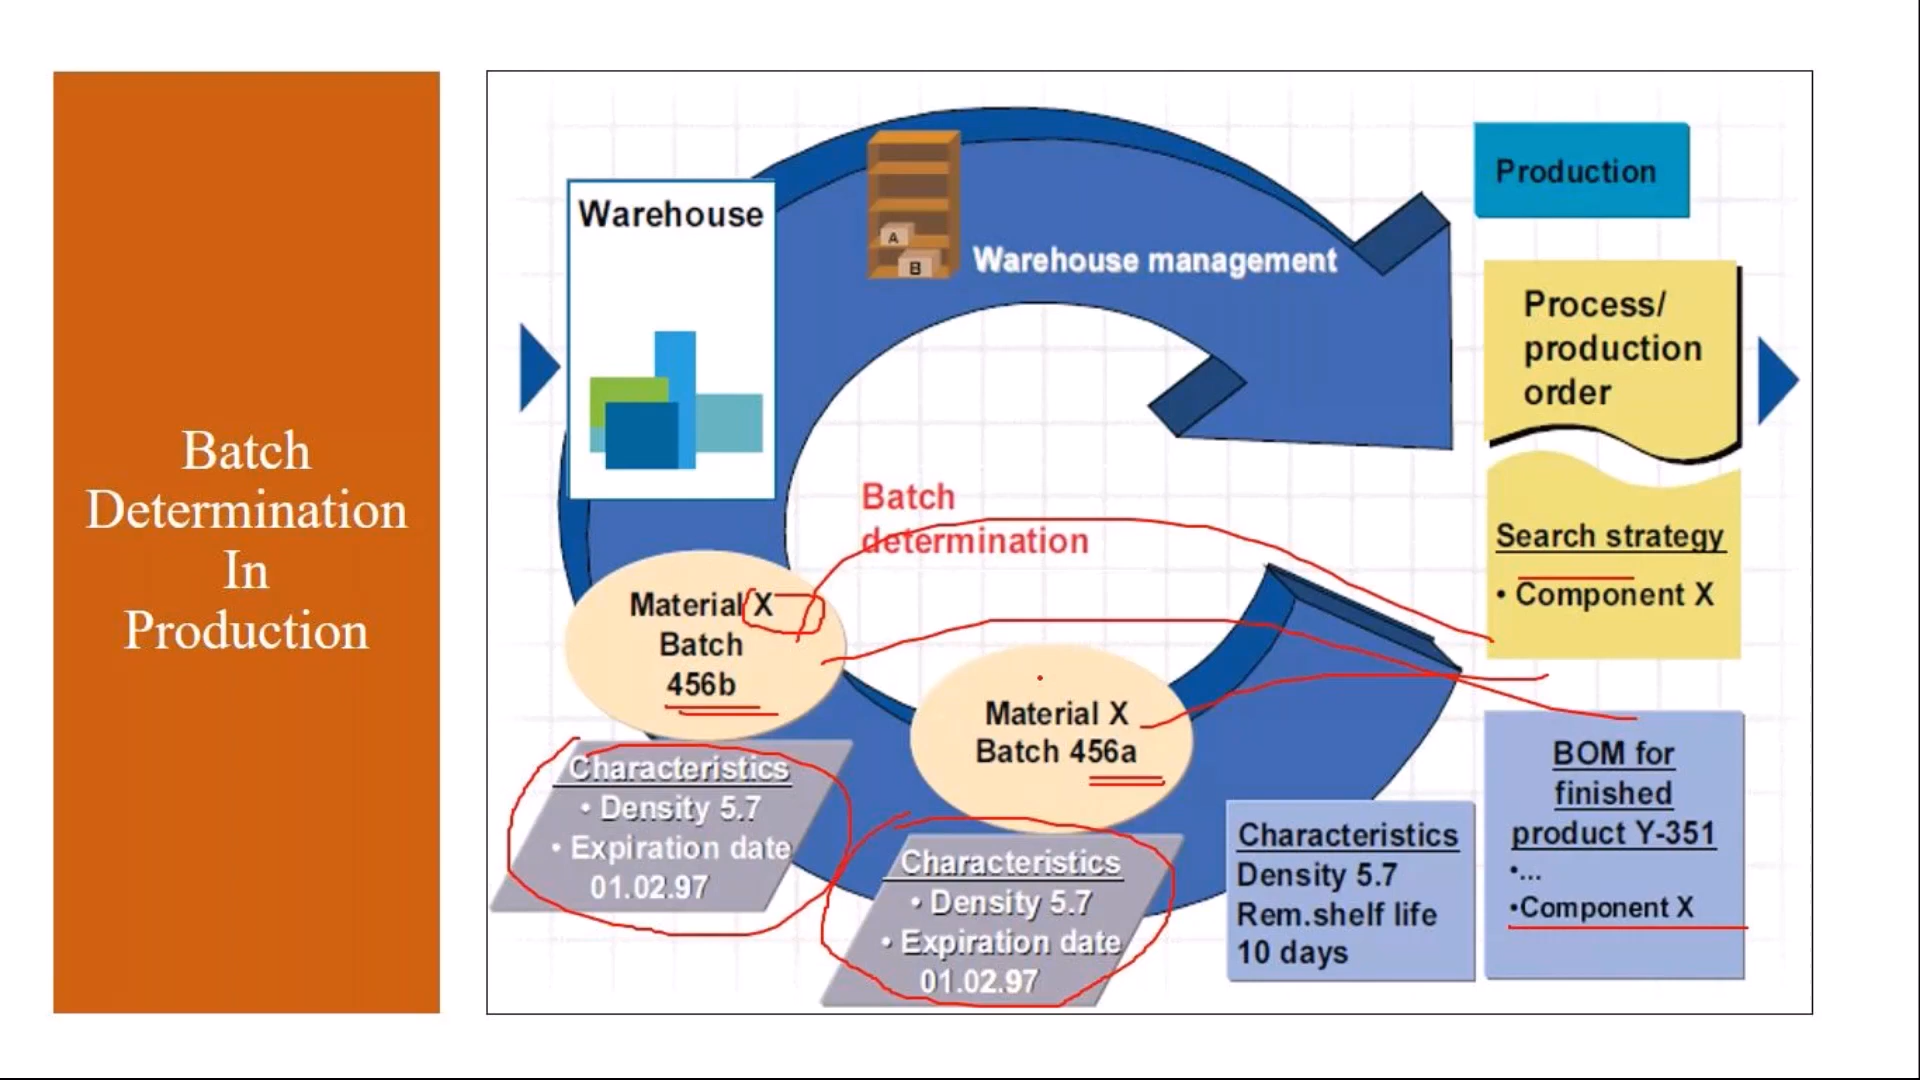 Batch
Determination
In
Production
Warehouse
A
B
Warehouse management
Production
Process/
production
order
Batch
determination
Search strategy
• Component X
Material X
Batch
456b
Material X
Batch 456a
Characteristics
• Density 5.7
• Expiration date
01.02.97
Characteristics
• Density 5.7
• Expiration date
01.02.97
Characteristics
Density 5.7
Rem.shelf life
10 days
BOM for
finished
product Y-351
•...
•Component X